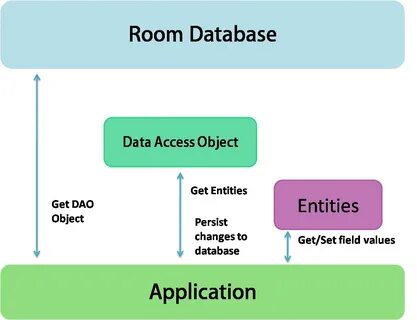 Room Database
Data Access Object
Get Entities
Entities
Get DAO
Object
Persist
changes to
database
Get/Set field values
Application